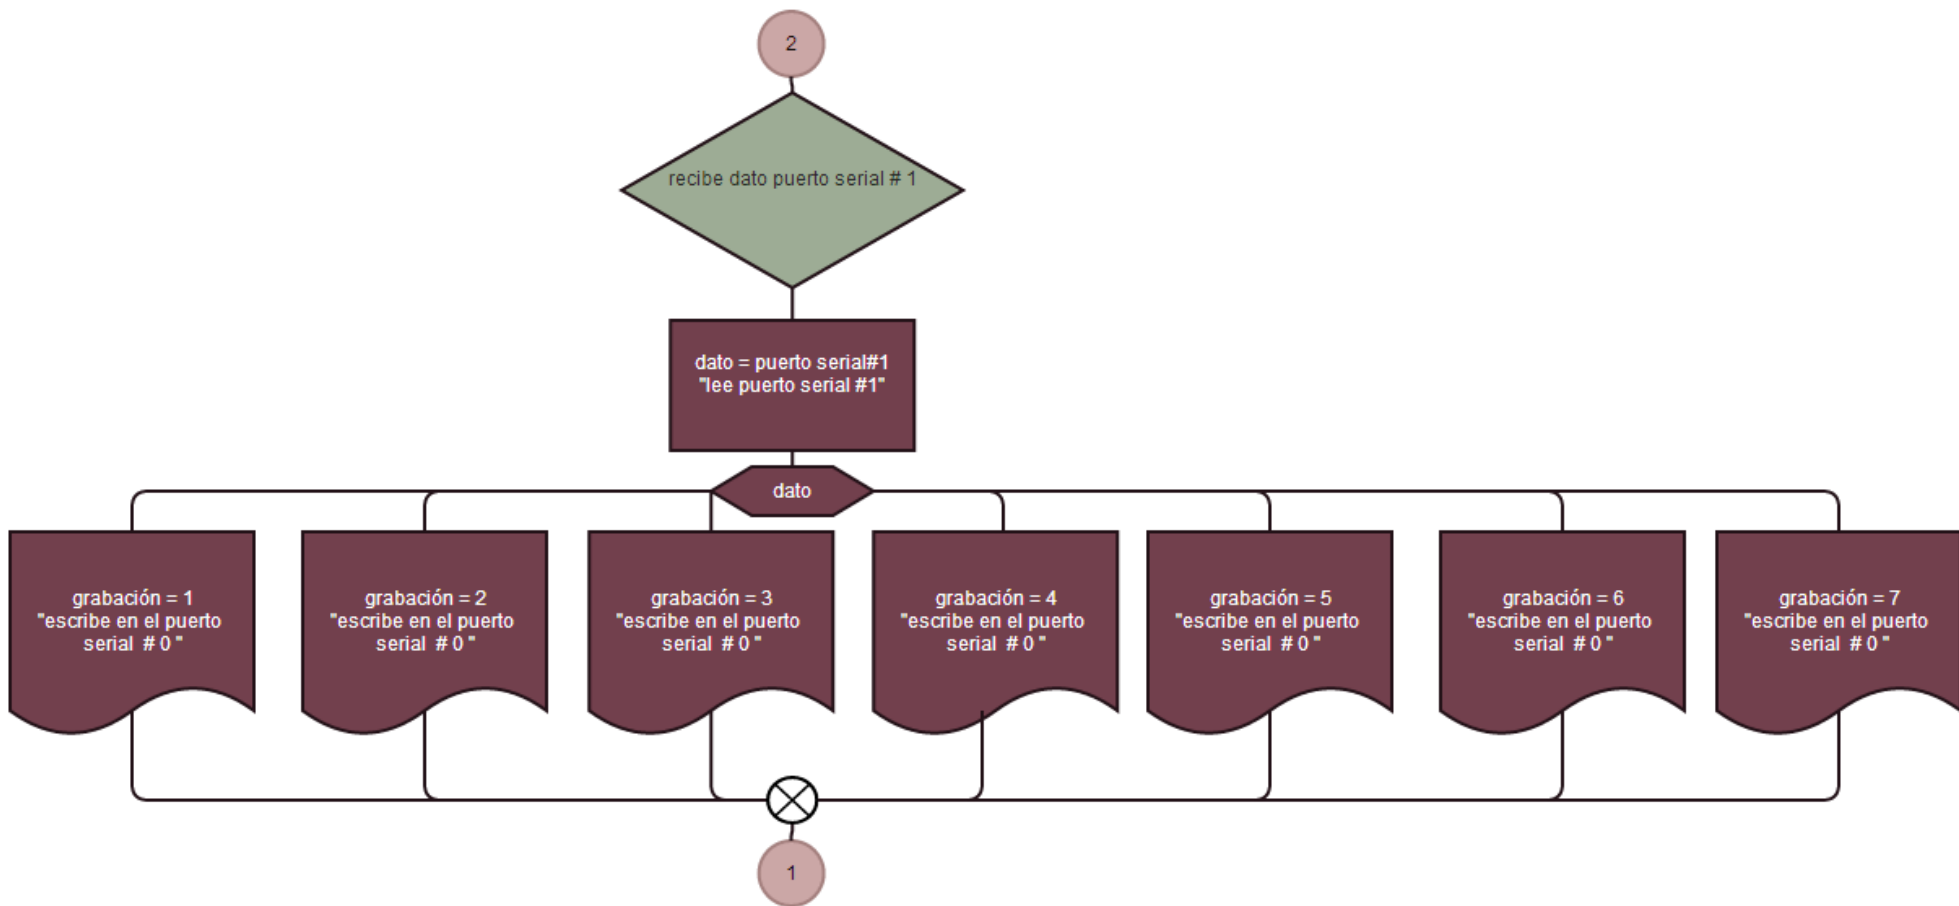 2
recibe dato puerto serial # 1
dato = puerto serial#1
"lee puerto serial #1"
dato
grabación = 1
"escribe en el puerto
serial # 0 "
grabación = 2
"escribe en el puerto
serial # 0 "
grabación = 3
"escribe en el puerto
serial # 0 "
grabación = 4
"escribe en el puerto
serial # 0 "
grabación = 5
"escribe en el puerto
serial # 0 "
grabación = 6
"escribe en el puerto
serial # 0 "
grabación = 7
"escribe en el puerto
serial # 0 "
1